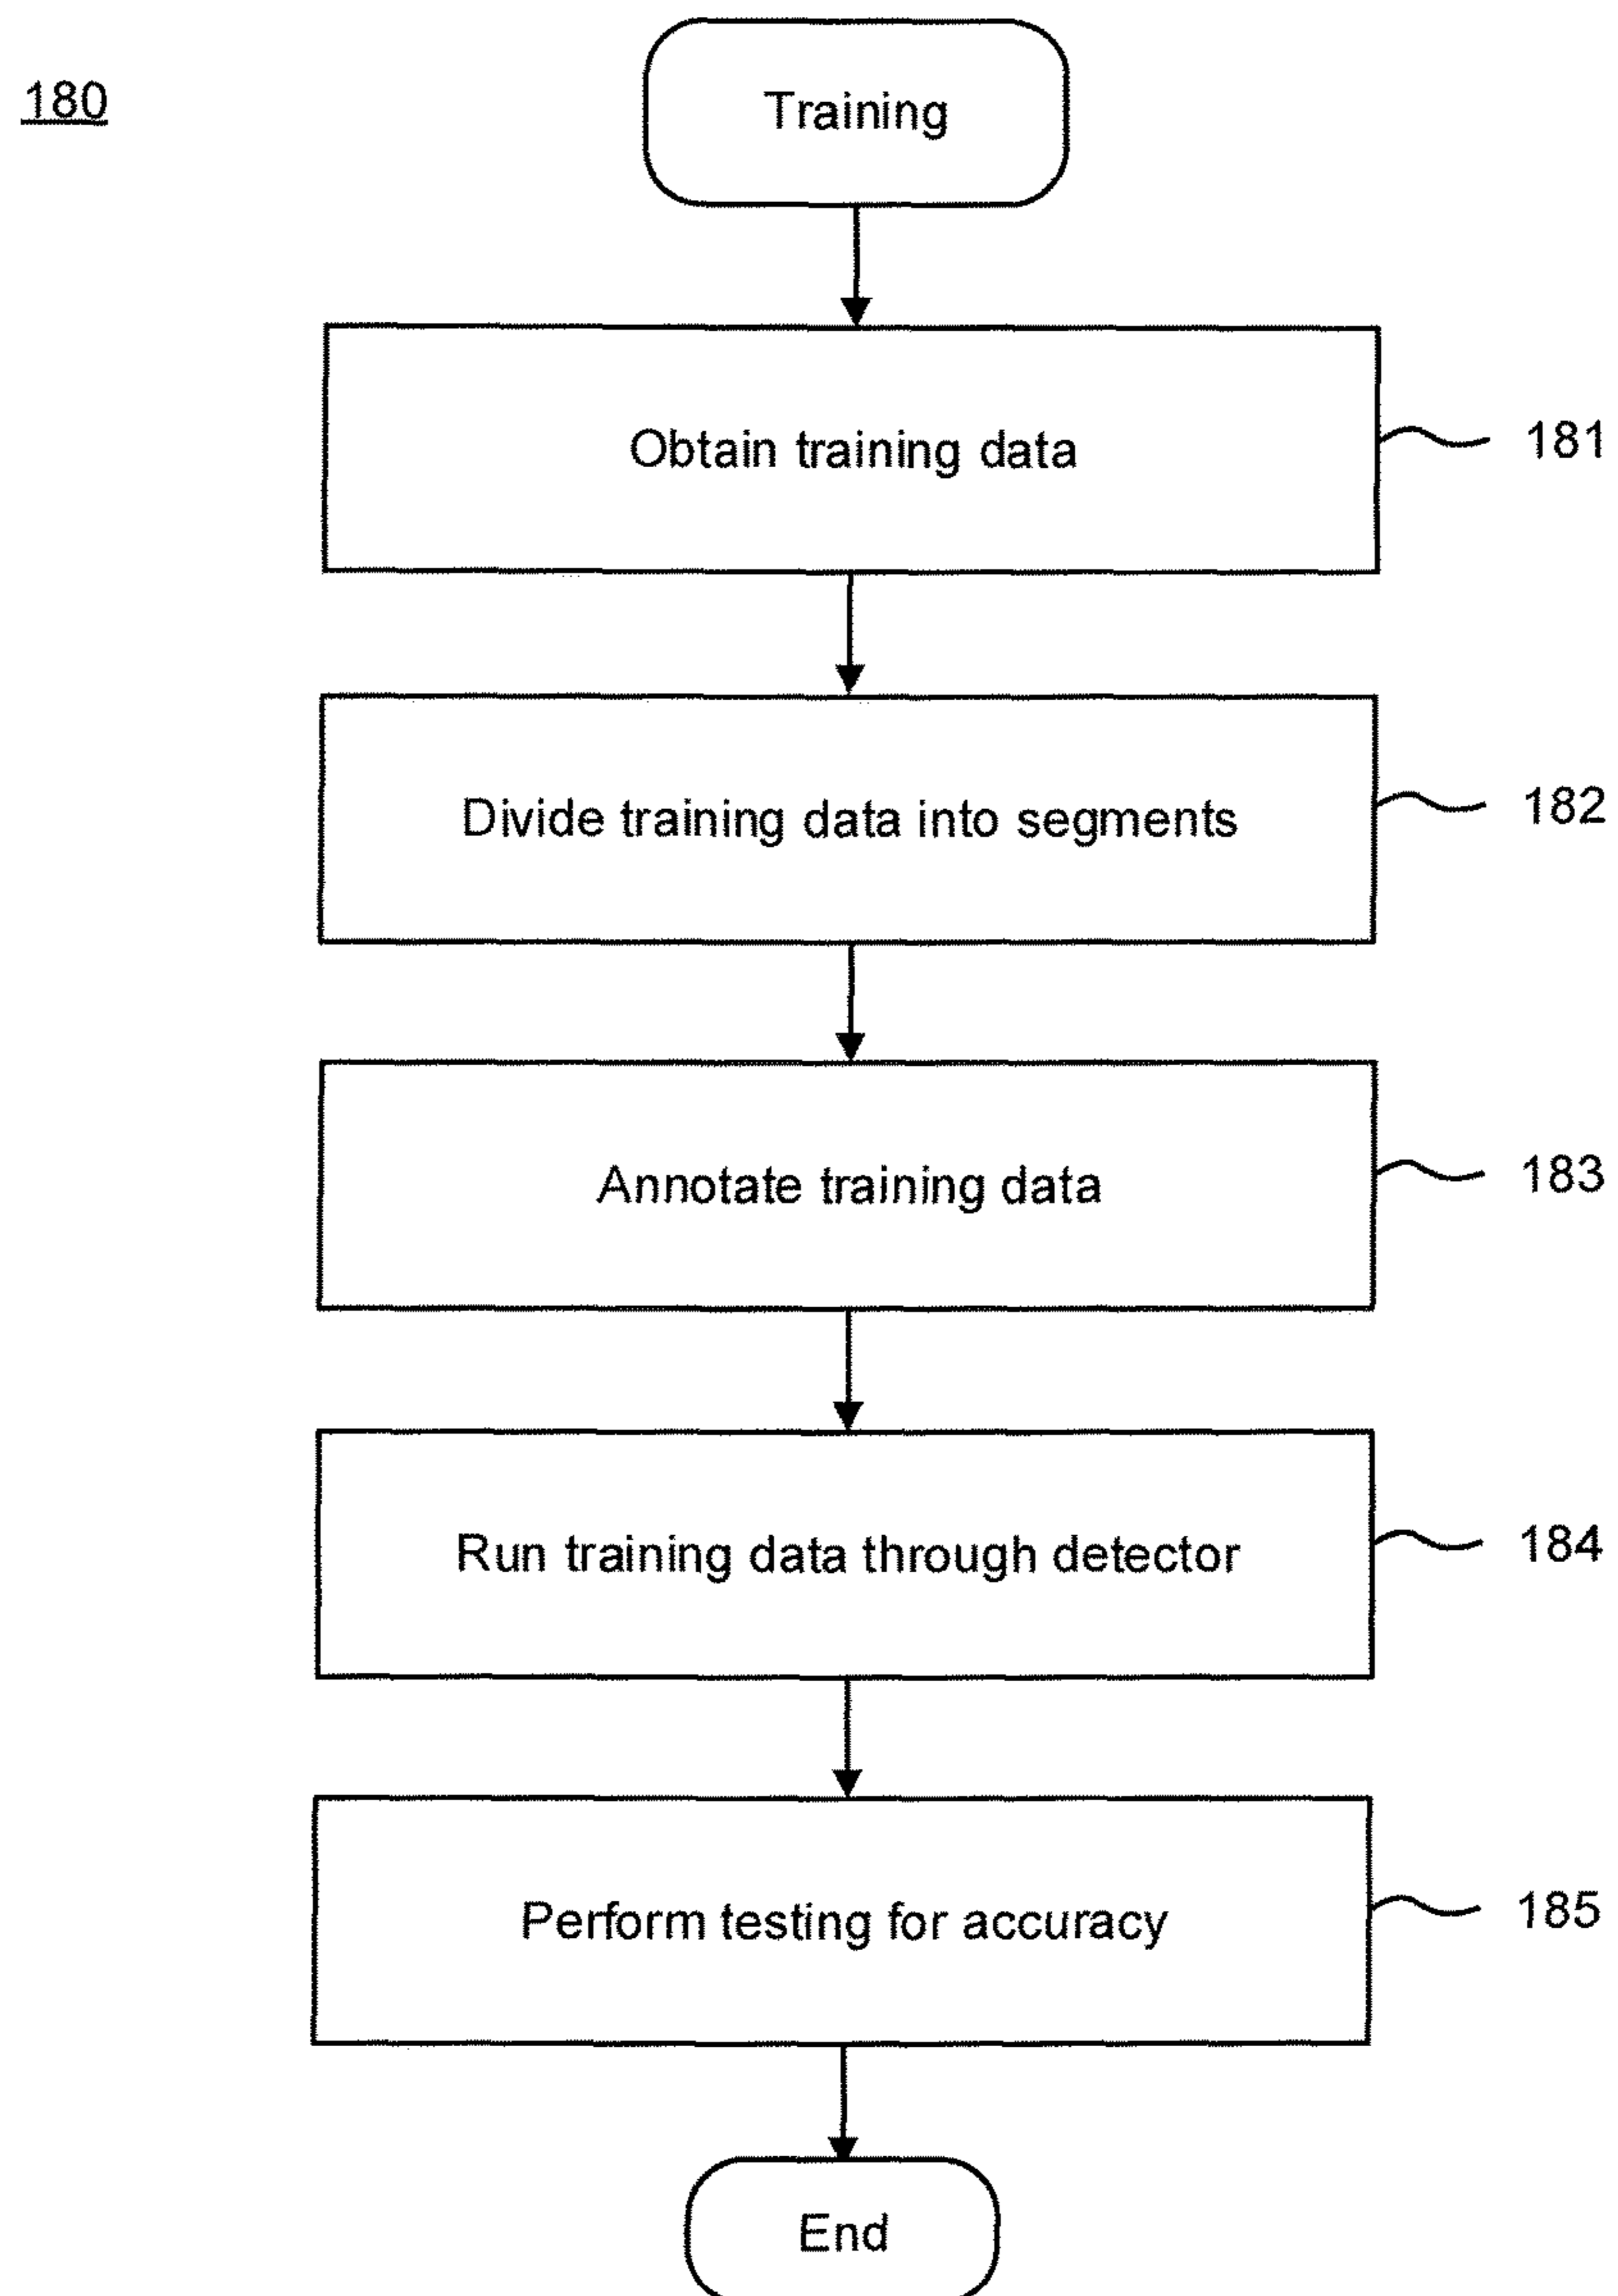 180
Training
Obtain training data
181
Divide training data into segments
182
Annotate training data
183
Run training data through detector
184
Perform testing for accuracy
185
End